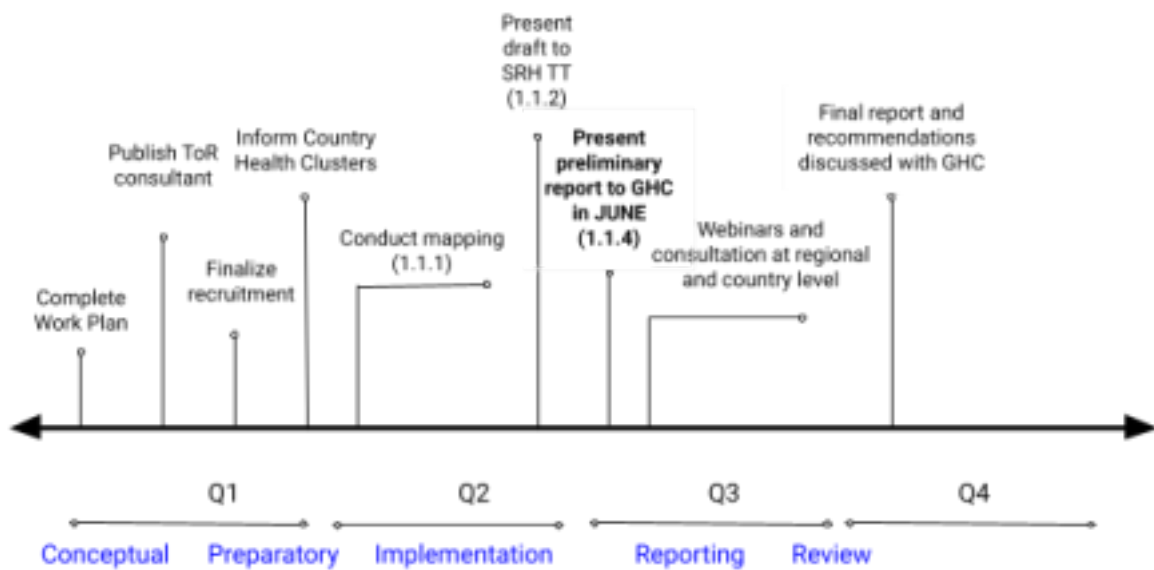 Present
draft to
SRH TT
(1.1.2)
Final report and
recommendations
discussed with GHC
Inform Country
Health Clusters
Publish ToR
consultant
Present
preliminary
report to GHC
in JUNE
(1.1.4)
Conduct mapping
(1.1.1)
Webinars and
consultation at regional
and country level
Finalize
recruitment
Complete
Work Plan
Q1 Q2 Q3 Q4
Conceptual Preparatory Implementation Reporting Review